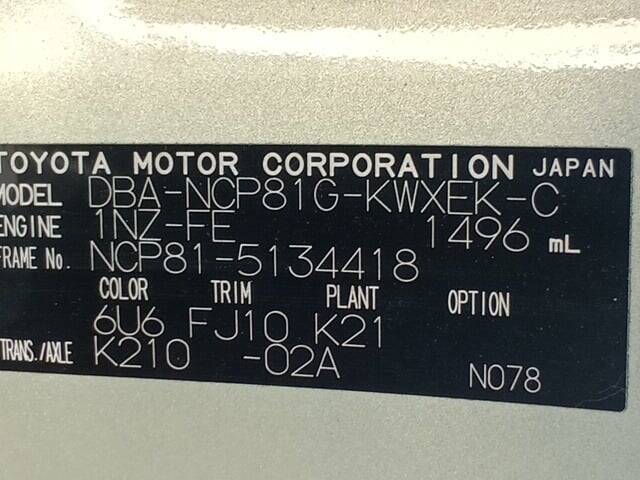 TOYOTA MOTOR CORPORATION JAPAN
MODEL DBA-NCP81G-KWXEK-C
ENGINE 1NZ-FE 1496 mL
FRAME No. NCP81-5134418
COLOR TRIM PLANT OPTION
6U6 FJ10 K21
TRANS./AXLE K210 -02A
N078